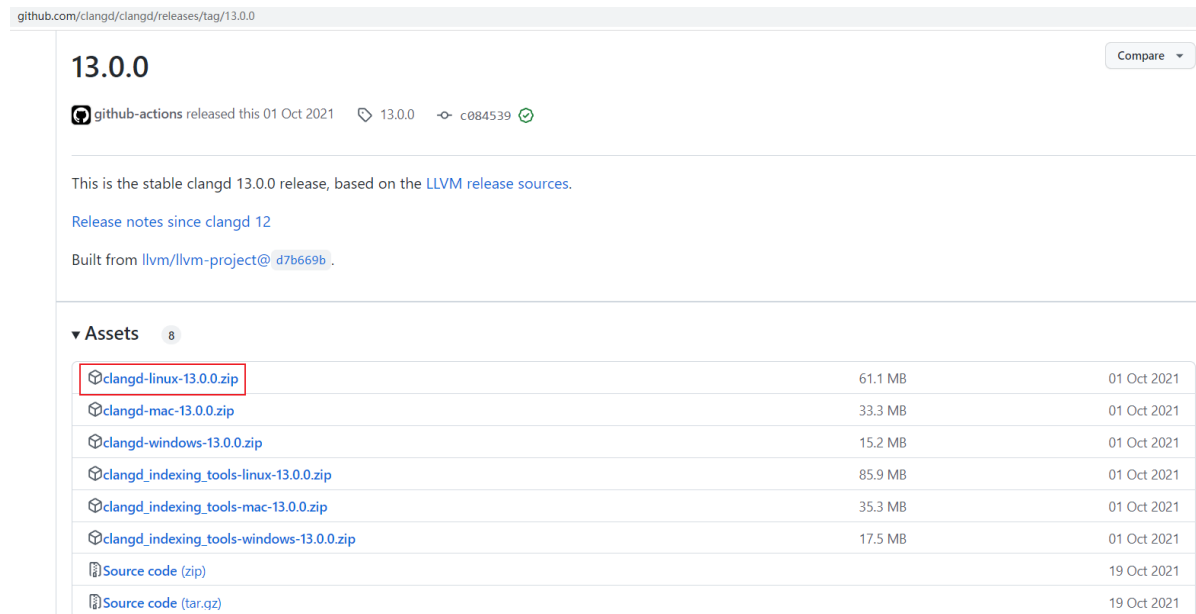 github.com/clangd/clangd/releases/tag/13.0.0
13.0.0
Compare
github-actions released this 01 Oct 2021 13.0.0 c084539
This is the stable clangd 13.0.0 release, based on the LLVM release sources.
Release notes since clangd 12
Built from llvm/llvm-project@ d7b669b .
Assets 8
clangd-linux-13.0.0.zip 61.1 MB 01 Oct 2021
clangd-mac-13.0.0.zip 33.3 MB 01 Oct 2021
clangd-windows-13.0.0.zip 15.2 MB 01 Oct 2021
clangd_indexing_tools-linux-13.0.0.zip 85.9 MB 01 Oct 2021
clangd_indexing_tools-mac-13.0.0.zip 35.3 MB 01 Oct 2021
clangd_indexing_tools-windows-13.0.0.zip 17.5 MB 01 Oct 2021
Source code (zip) 19 Oct 2021
Source code (tar.gz) 19 Oct 2021